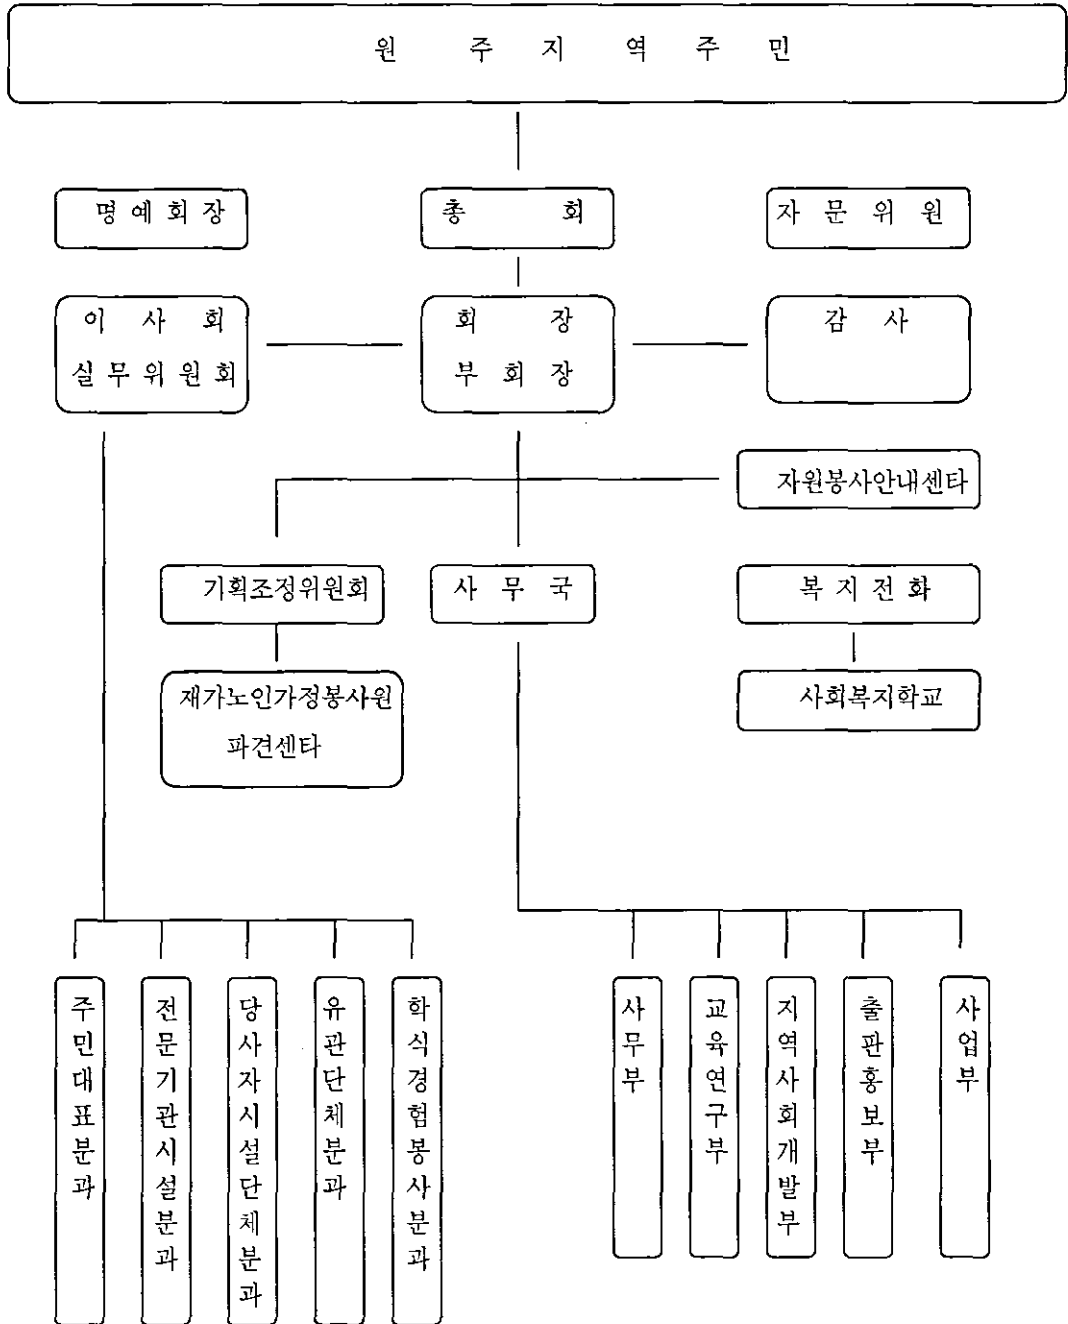 원 주 지 역 주 민
명 예 회 장
총 회
자 문 위 원
이 사 회
실 무 위 원 회
회 장
부 회 장
감 사
자원봉사안내센타
기획조정위원회
사 무 국
복 지 전 화
재가노인가정봉사원
파견센타
사회복지학교
주민대표분과
전문기관시설분과
당사자시설단체분과
유관단체분과
학식경험봉사분과
사무부
교육연구부
지역사회개발부
출판홍보부
사업부